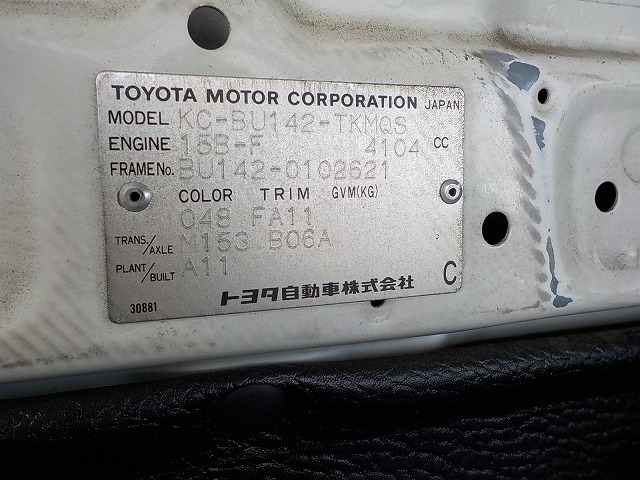 TOYOTA MOTOR CORPORATION JAPAN
MODEL KC-BU142-TKMQS
ENGINE 15B-F 4104 CC
FRAME No. BU142-0102621
COLOR TRIM GVM(KG)
048 FA11
TRANS./AXLE M153 B06A
PLANT/BUILT A11
C
30881 トヨタ自動車株式会社